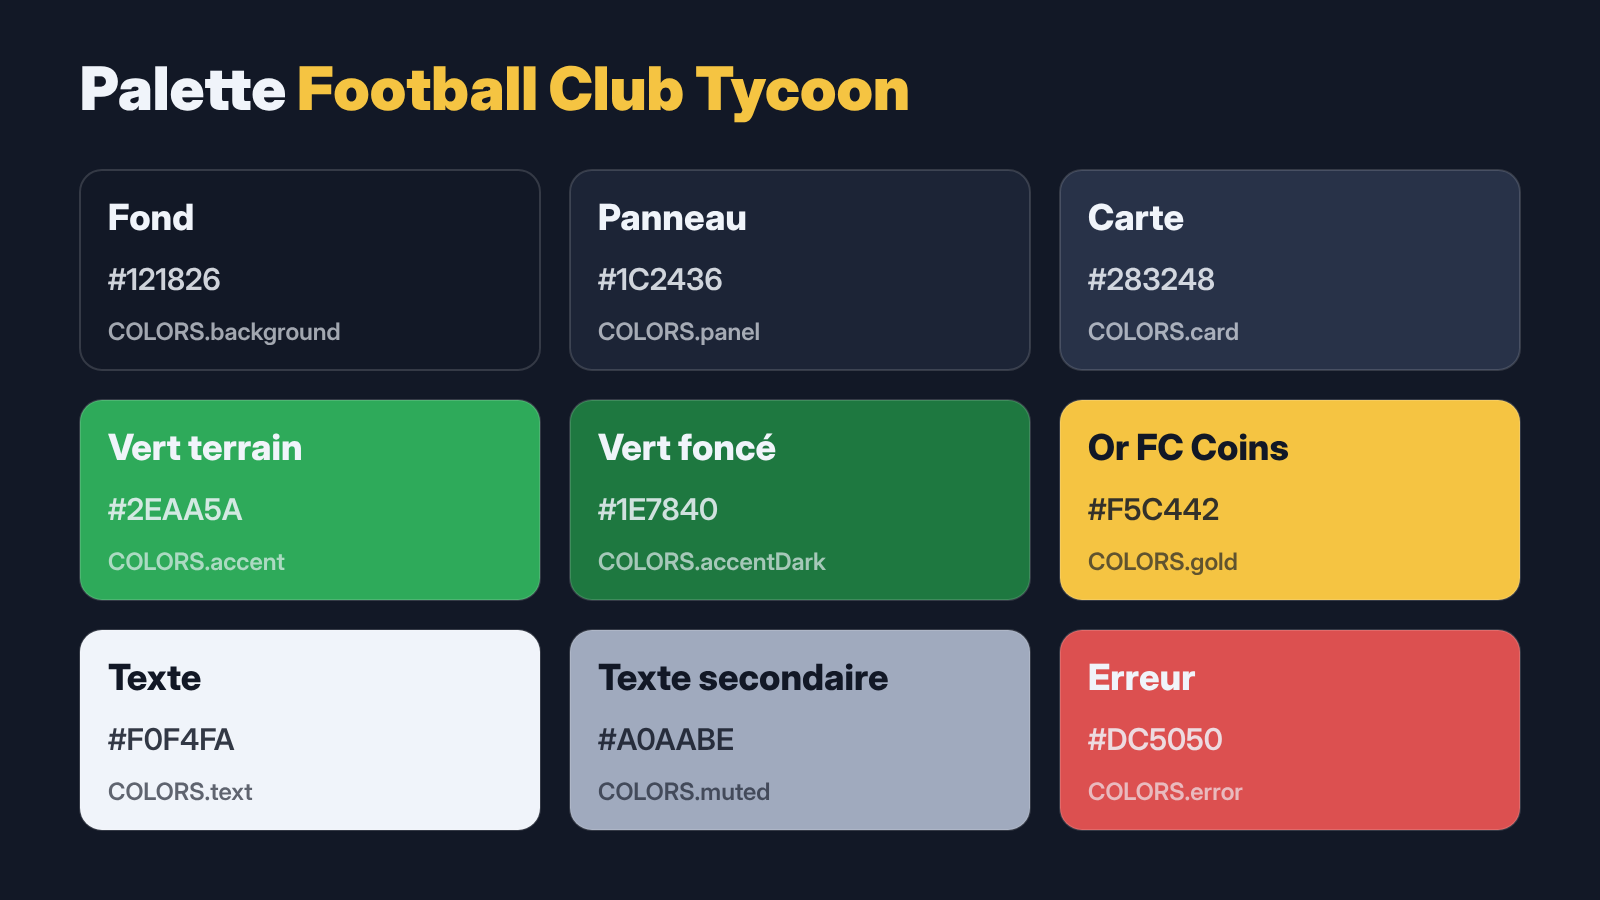 Palette Football Club Tycoon
Fond
#121826
COLORS.background
Panneau
#1C2436
COLORS.panel
Carte
#283248
COLORS.card
Vert terrain
#2EAA5A
COLORS.accent
Vert foncé
#1E7840
COLORS.accentDark
Or FC Coins
#F5C442
COLORS.gold
Texte
#F0F4FA
COLORS.text
Texte secondaire
#A0AABE
COLORS.muted
Erreur
#DC5050
COLORS.error